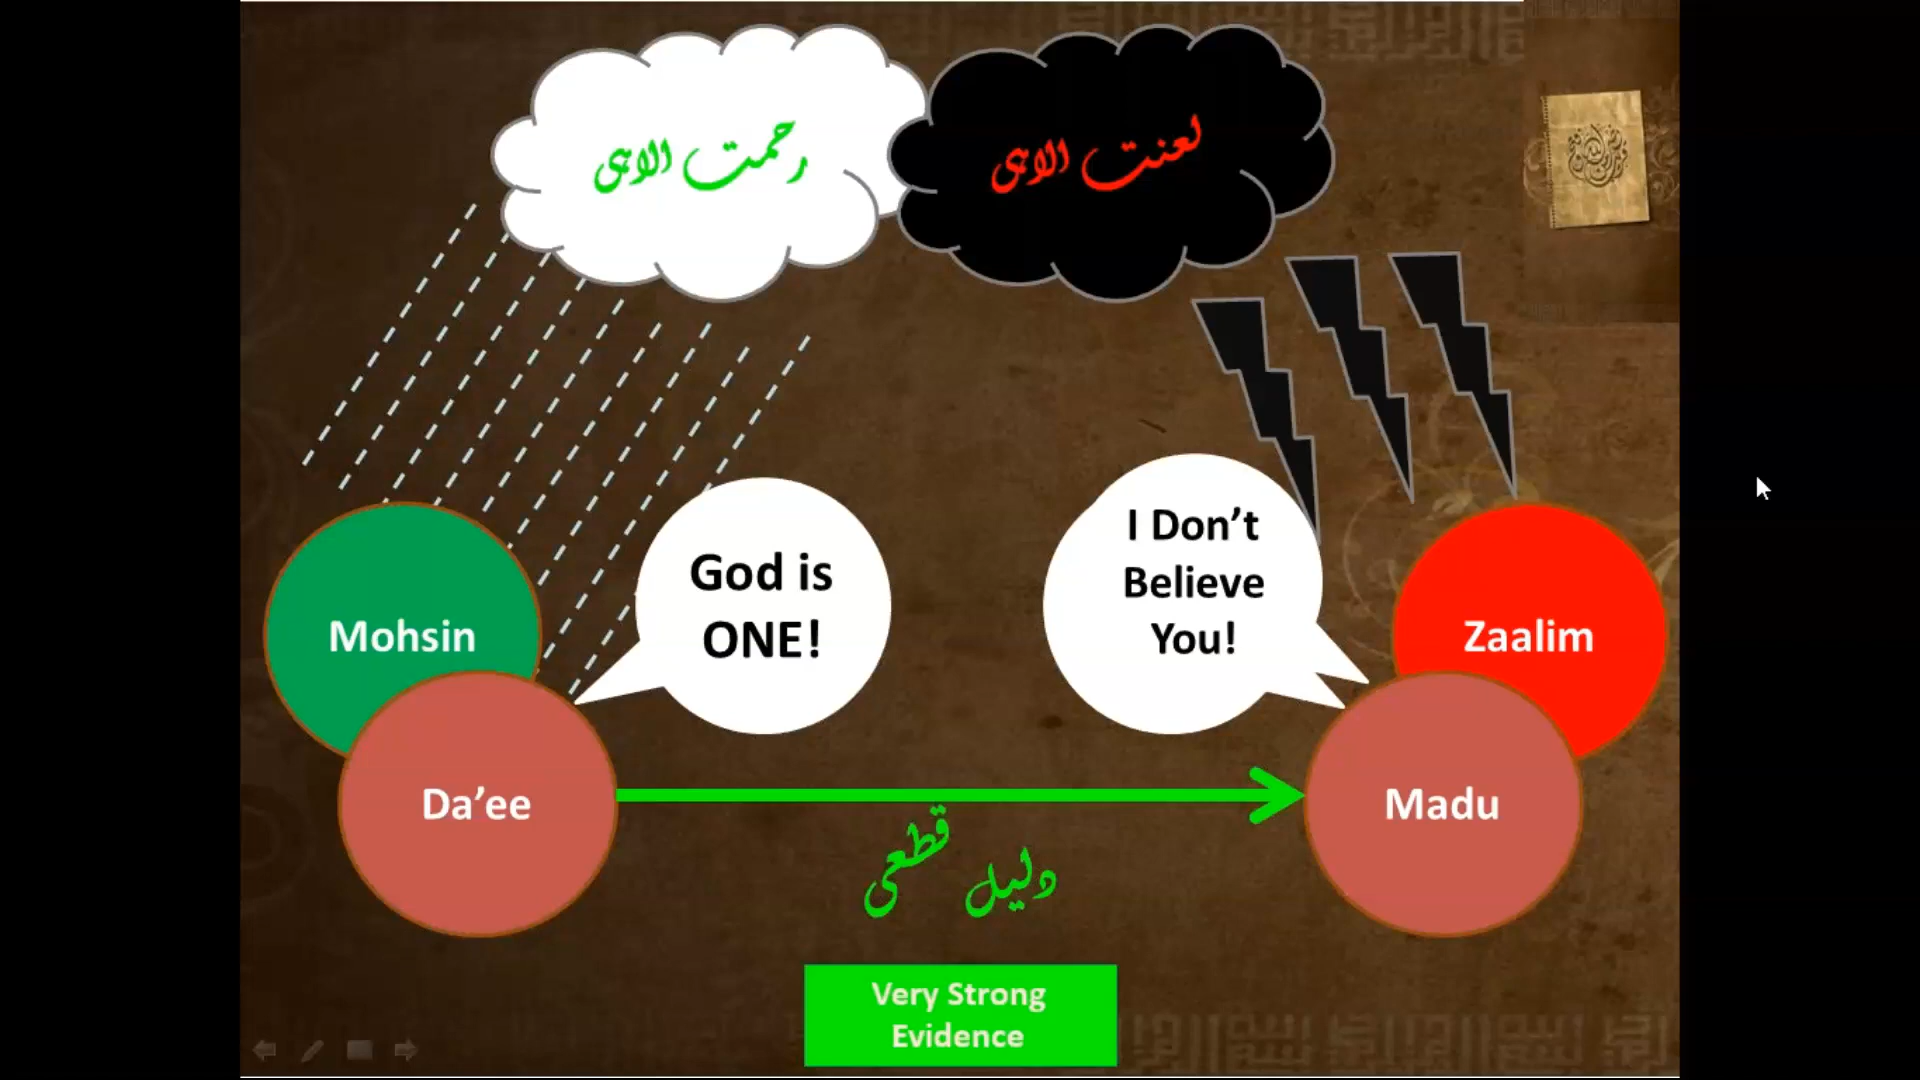 رحمت الاہی
لعنت الاہی
God is
ONE!
I Don’t
Believe
You!
Mohsin
Zaalim
Da’ee
Madu
دلیل قطعی
Very Strong
Evidence